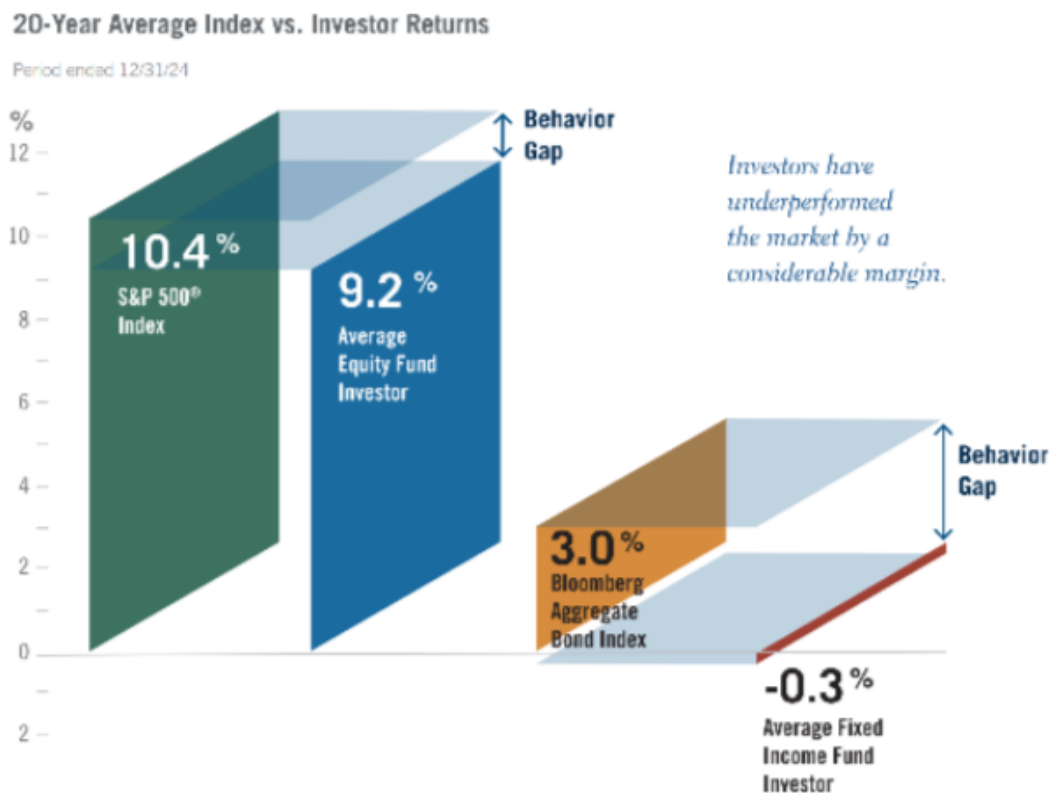 20-Year Average Index vs. Investor Returns
Period ended 12/31/24
%
12
10
8
6
4
2
0
2
10.4%
S&P 500®
Index
9.2%
Average
Equity Fund
Investor
Behavior
Gap
Investors have
underperformed
the market by a
considerable margin.
3.0%
Bloomberg
Aggregate
Bond Index
Behavior
Gap
-0.3%
Average Fixed
Income Fund
Investor